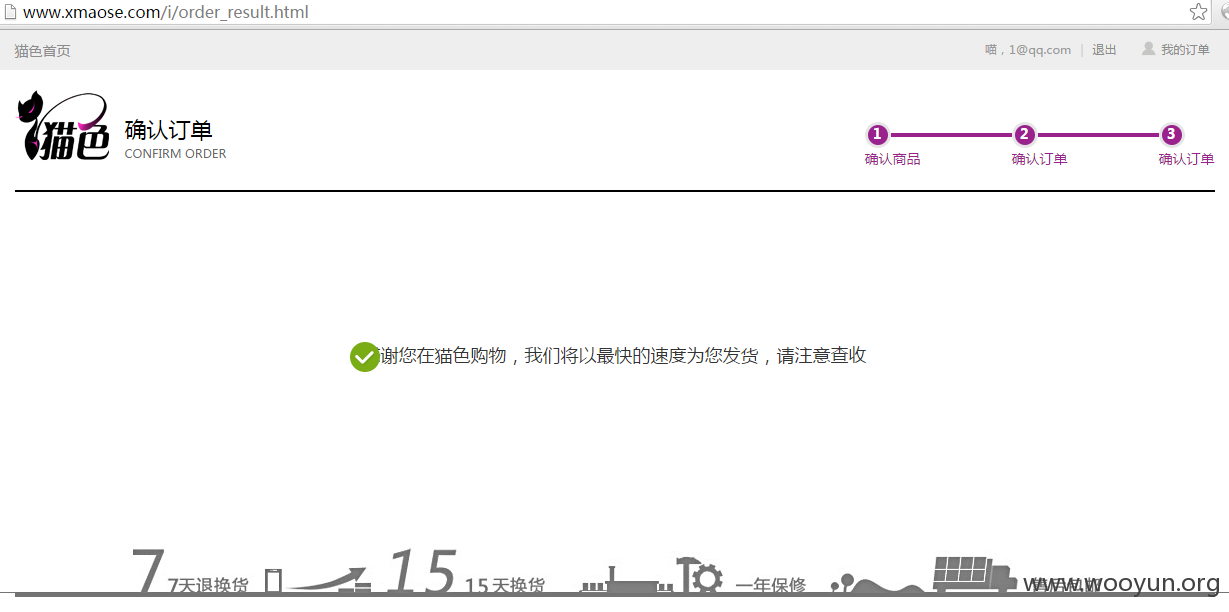 www.xmaose.com/i/order_result.html
猫色首页
喵，1@qq.com | 退出 我的订单
猫色
确认订单
CONFIRM ORDER
1 2 3
确认商品 确认订单 确认订单
谢您在猫色购物，我们将以最快的速度为您发货，请注意查收
7 7天退换货 15 15天换货 一年保修
www.wooyun.org